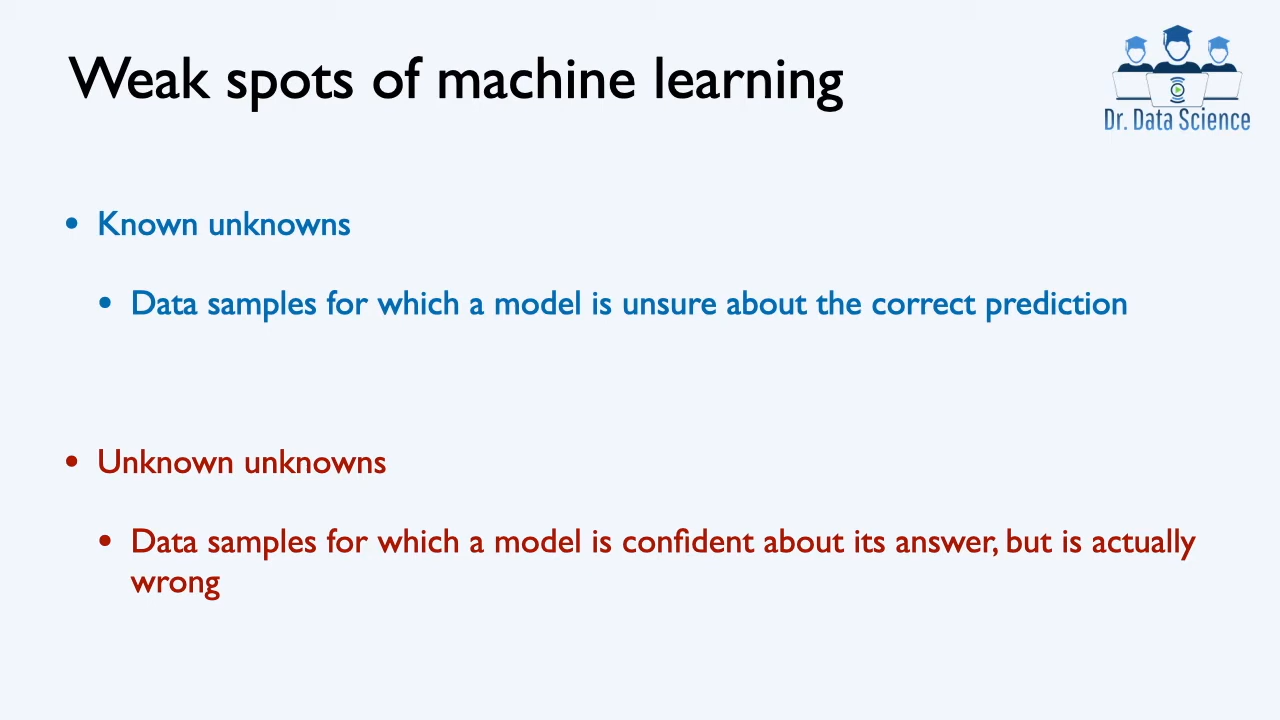 Weak spots of machine learning
Dr. Data Science
• Known unknowns
• Data samples for which a model is unsure about the correct prediction
• Unknown unknowns
• Data samples for which a model is confident about its answer, but is actually
wrong